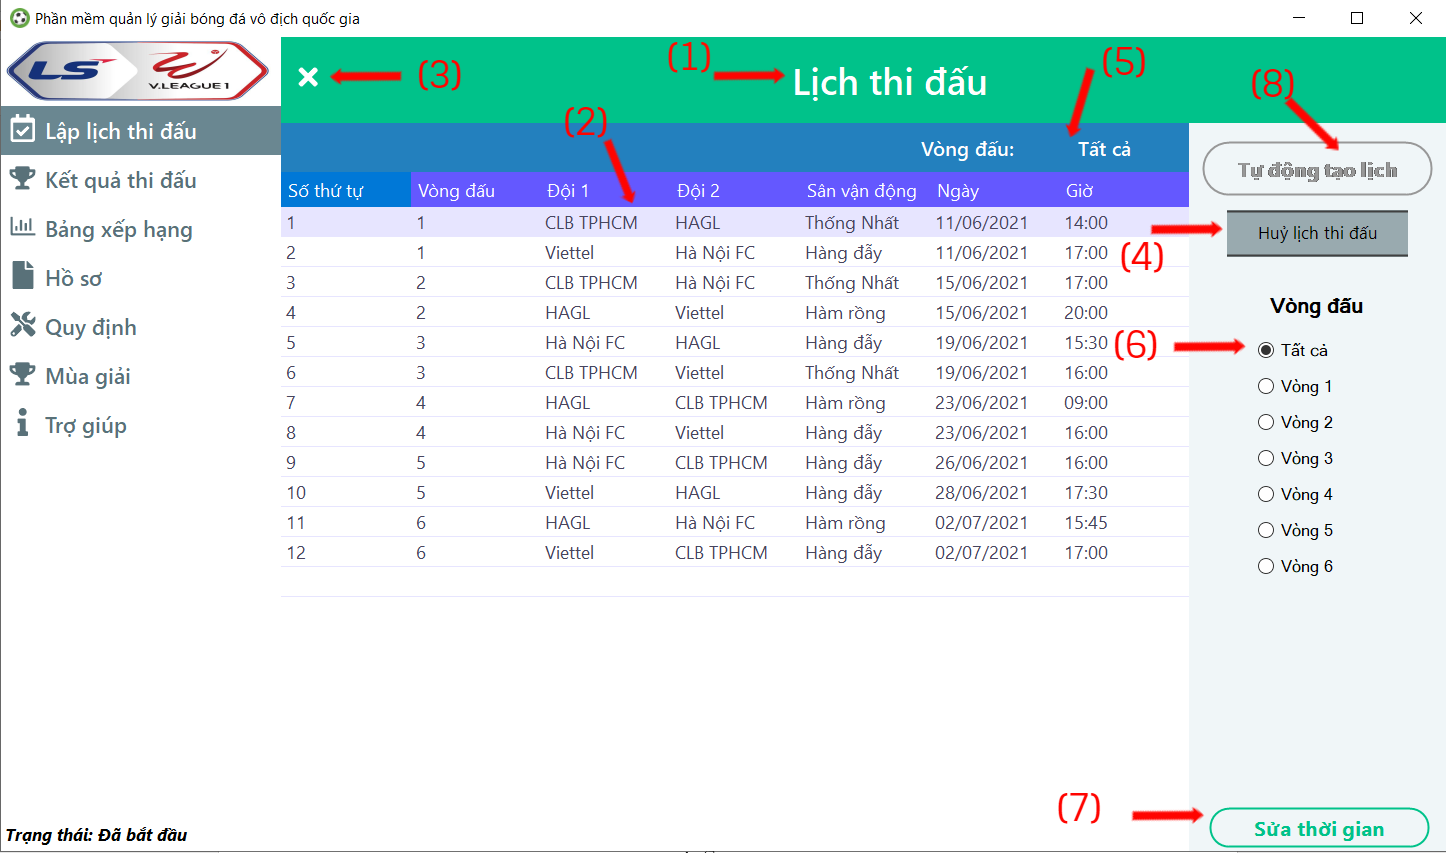 Phần mềm quản lý giải bóng đá vô địch quốc gia
LS V.LEAGUE 1
Lập lịch thi đấu
Kết quả thi đấu
Bảng xếp hạng
Hồ sơ
Quy định
Mùa giải
Trợ giúp
Trạng thái: Đã bắt đầu
(3) (1) Lịch thi đấu (5) (8)
(2)
Vòng đấu: Tất cả
Số thứ tự Vòng đấu Đội 1 Đội 2 Sân vận động Ngày Giờ
1 1 CLB TPHCM HAGL Thống Nhất 11/06/2021 14:00
2 1 Viettel Hà Nội FC Hàng đẫy 11/06/2021 17:00
3 2 CLB TPHCM Hà Nội FC Thống Nhất 15/06/2021 17:00
4 2 HAGL Viettel Hàm rồng 15/06/2021 20:00
5 3 Hà Nội FC HAGL Hàng đẫy 19/06/2021 15:30
6 3 CLB TPHCM Viettel Thống Nhất 19/06/2021 16:00
7 4 HAGL CLB TPHCM Hàm rồng 23/06/2021 09:00
8 4 Hà Nội FC Viettel Hàng đẫy 23/06/2021 16:00
9 5 Hà Nội FC CLB TPHCM Hàng đẫy 26/06/2021 16:00
10 5 Viettel HAGL Hàng đẫy 28/06/2021 17:30
11 6 HAGL Hà Nội FC Hàm rồng 02/07/2021 15:45
12 6 Viettel CLB TPHCM Hàng đẫy 02/07/2021 17:00
Tự động tạo lịch
(4) Huỷ lịch thi đấu
Vòng đấu
(6) Tất cả
Vòng 1
Vòng 2
Vòng 3
Vòng 4
Vòng 5
Vòng 6
(7) Sửa thời gian